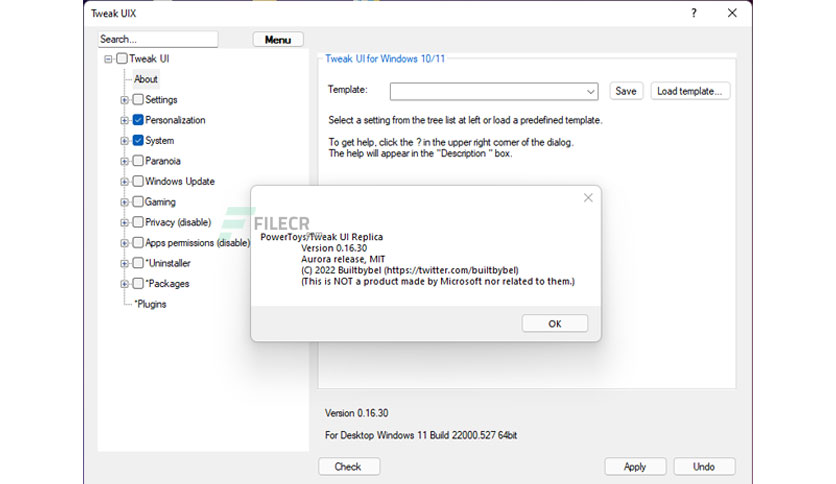 Tweak UIX
?
Search...
Menu
Tweak UI
About
Settings
Personalization
System
Paranoia
Windows Update
Gaming
Privacy (disable)
Apps permissions (disable)
*Uninstaller
*Packages
*Plugins
Tweak UI for Windows 10/11
Template:
Save
Load template...
Select a setting from the tree list at left or load a predefined template.
To get help, click the ? in the upper right corner of the dialog.
The help will appear in the "Description " box.
FILECR
PowerToys/Tweak UI Replica
Version 0.16.30
Aurora release, MIT
(C) 2022 Builtbybel (https://twitter.com/builtbybel)
(This is NOT a product made by Microsoft nor related to them.)
OK
Version 0.16.30
For Desktop Windows 11 Build 22000.527 64bit
Check
Apply
Undo